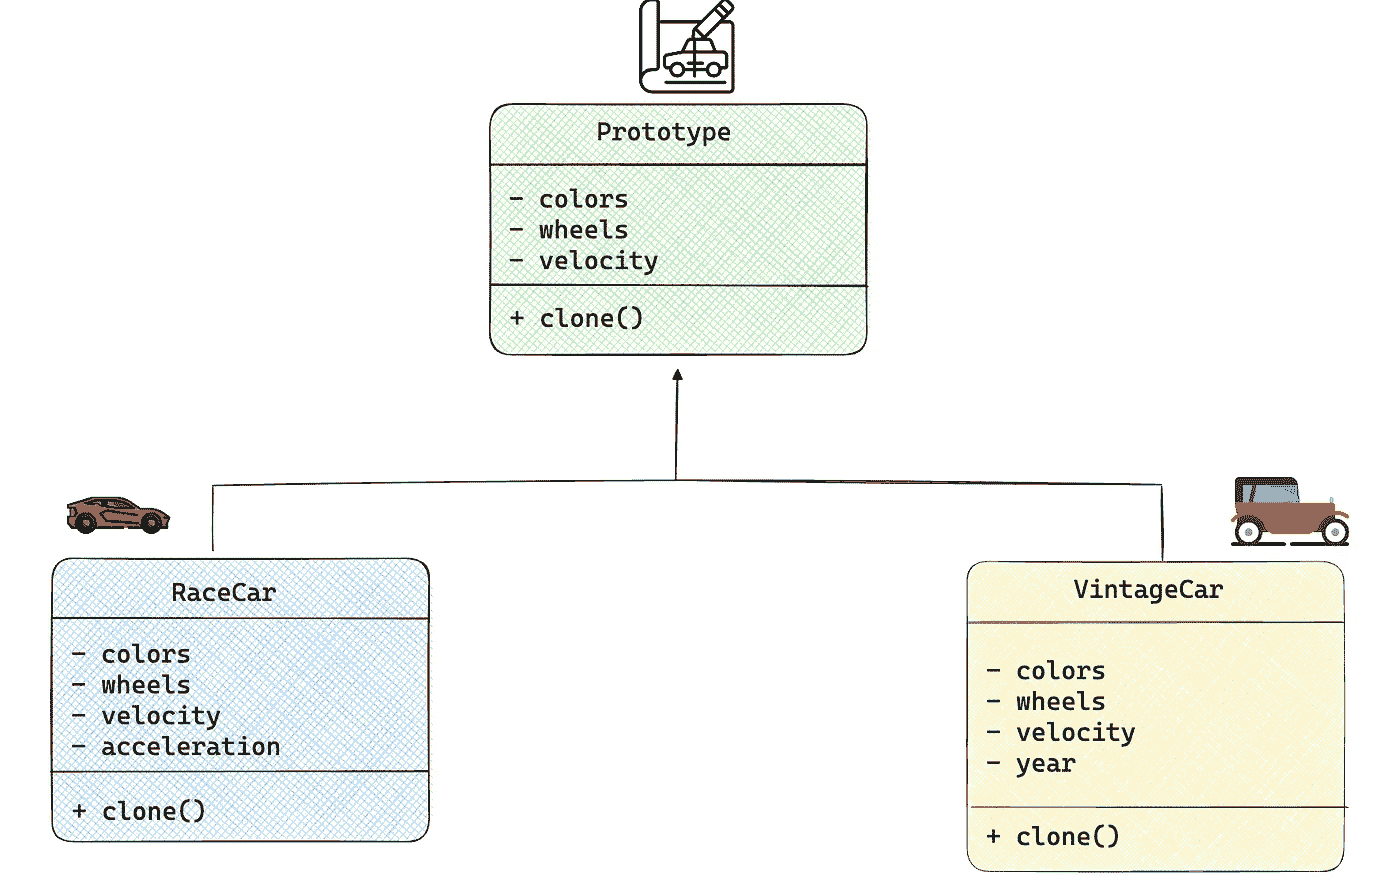 Prototype
- colors
- wheels
- velocity
+ clone()
RaceCar
- colors
- wheels
- velocity
- acceleration
+ clone()
VintageCar
- colors
- wheels
- velocity
- year
+ clone()